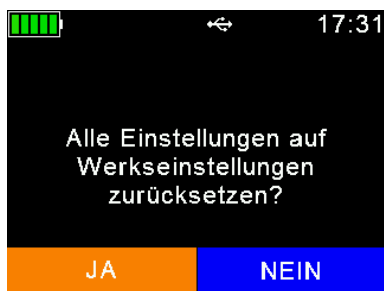 17:31
Alle Einstellungen auf
Werkseinstellungen
zurücksetzen?
JA NEIN